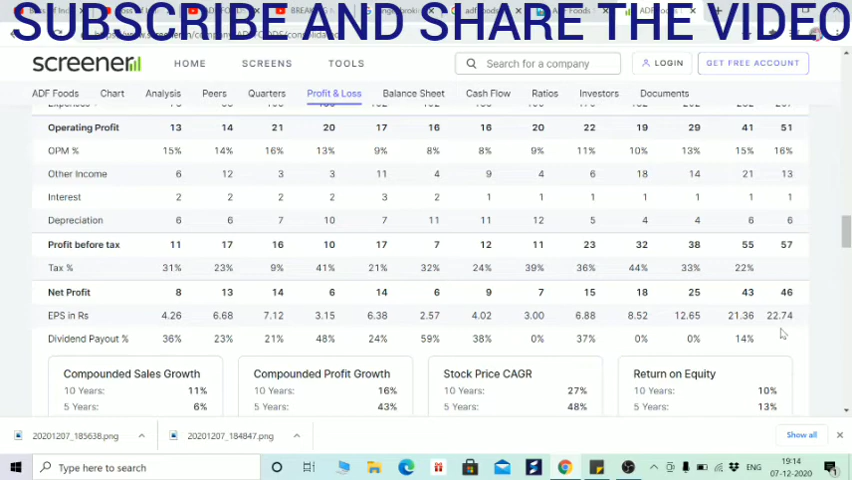 SUBSCRIBE AND SHARE THE VIDEO
screener
HOME
SCREENS
TOOLS
Search for a company
LOGIN
GET FREE ACCOUNT
ADF Foods
Chart
Analysis
Peers
Quarters
Profit & Loss
Balance Sheet
Cash Flow
Ratios
Investors
Documents
Operating Profit 13 14 21 20 17 16 16 20 22 19 29 41 51
OPM % 15% 14% 16% 13% 9% 8% 8% 9% 11% 10% 10% 15% 16%
Other Income 6 12 3 3 11 4 9 4 6 18 14 21 13
Interest 2 2 2 2 3 2 1 1 1 1 1 1 1
Depreciation 6 6 7 10 7 11 11 12 5 4 4 6 6
Profit before tax 11 17 16 10 17 7 12 11 23 32 38 55 57
Tax % 31% 23% 9% 41% 21% 32% 24% 39% 36% 44% 33% 22%
Net Profit 8 13 14 6 14 6 9 7 15 18 25 43 46
EPS in Rs 4.26 6.68 7.12 3.15 6.38 2.57 4.02 3.00 6.88 8.52 12.65 21.36 22.74
Dividend Payout % 36% 23% 21% 48% 24% 59% 38% 0% 37% 0% 0% 14%
Compounded Sales Growth
10 Years: 11%
5 Years: 6%
Compounded Profit Growth
10 Years: 16%
5 Years: 43%
Stock Price CAGR
10 Years: 27%
5 Years: 48%
Return on Equity
10 Years: 10%
5 Years: 13%
20201207_185638.png
20201207_184847.png
Show all
Type here to search
ENG
19:14
07-12-2020